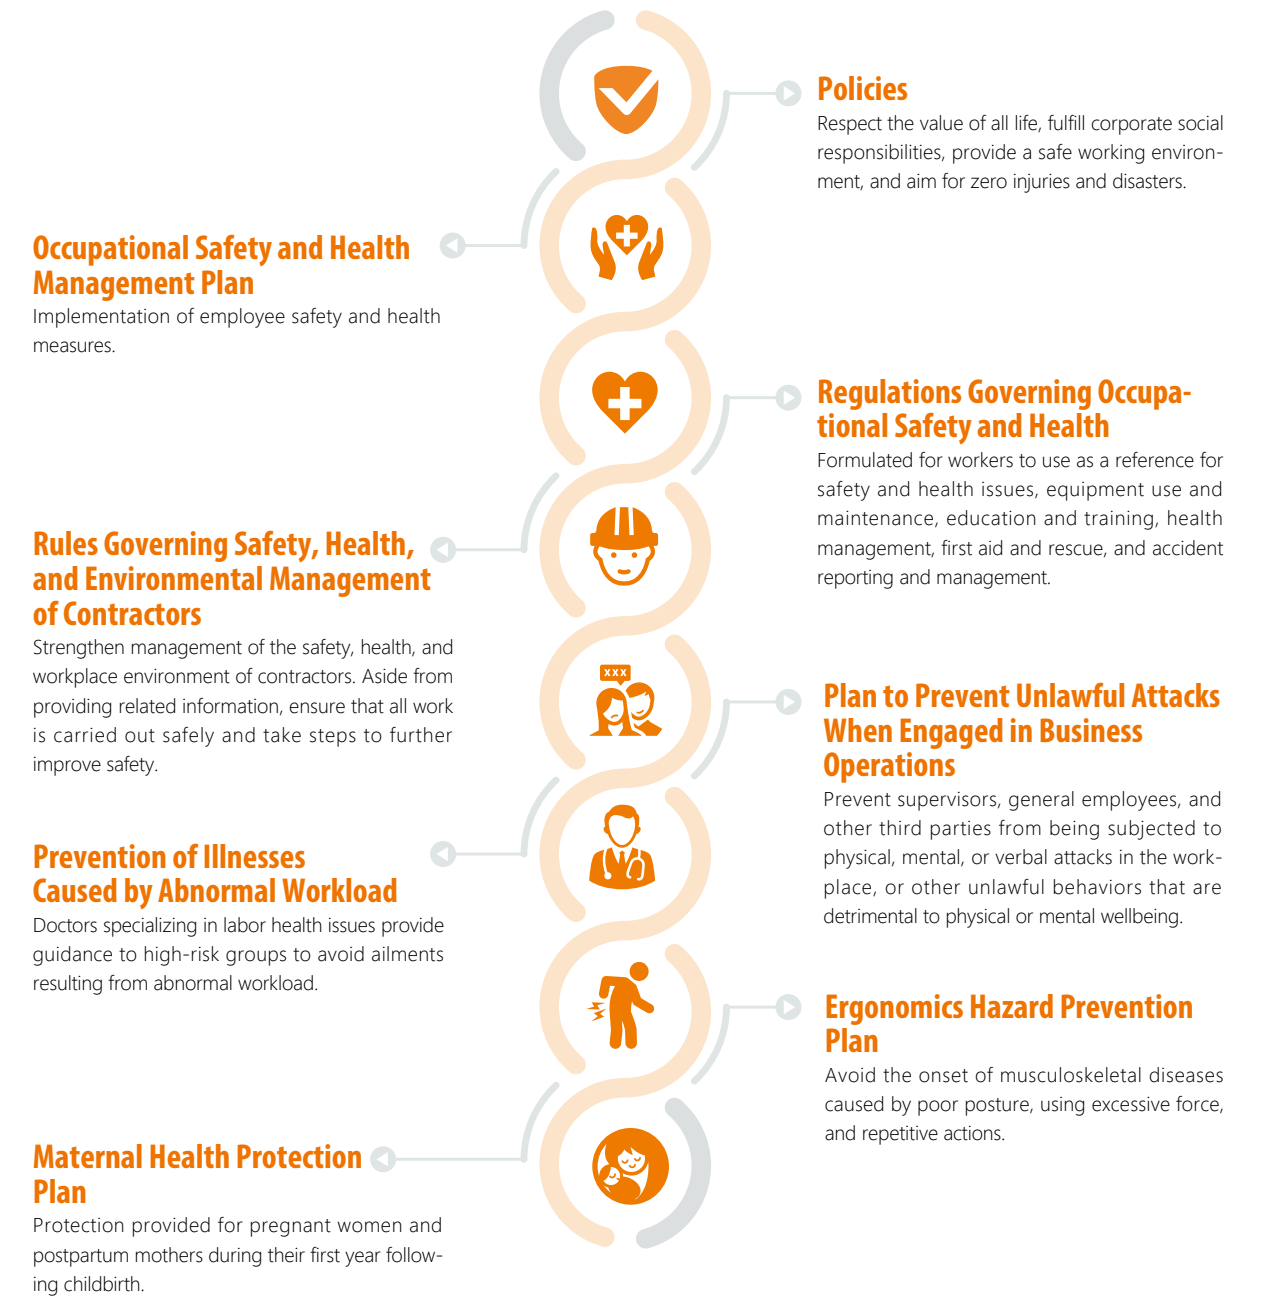 Policies
Respect the value of all life, fulfill corporate social
responsibilities, provide a safe working environ-
ment, and aim for zero injuries and disasters.
Occupational Safety and Health
Management Plan
Implementation of employee safety and health
measures.
Regulations Governing Occupa-
tional Safety and Health
Formulated for workers to use as a reference for
safety and health issues, equipment use and
maintenance, education and training, health
management, first aid and rescue, and accident
reporting and management.
Rules Governing Safety, Health,
and Environmental Management
of Contractors
Strengthen management of the safety, health, and
workplace environment of contractors. Aside from
providing related information, ensure that all work
is carried out safely and take steps to further
improve safety.
XXX
Plan to Prevent Unlawful Attacks
When Engaged in Business
Operations
Prevent supervisors, general employees, and
other third parties from being subjected to
physical, mental, or verbal attacks in the work-
place, or other unlawful behaviors that are
detrimental to physical or mental wellbeing.
Prevention of Illnesses
Caused by Abnormal Workload
Doctors specializing in labor health issues provide
guidance to high-risk groups to avoid ailments
resulting from abnormal workload.
Ergonomics Hazard Prevention
Plan
Avoid the onset of musculoskeletal diseases
caused by poor posture, using excessive force,
and repetitive actions.
Maternal Health Protection
Plan
Protection provided for pregnant women and
postpartum mothers during their first year follow-
ing childbirth.